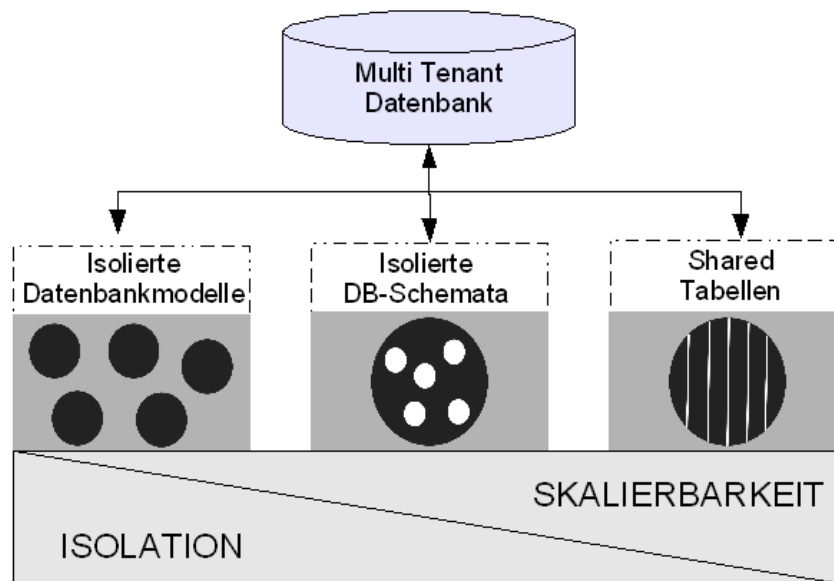 Multi Tenant
Datenbank
Isolierte
Datenbankmodelle
Isolierte
DB-Schemata
Shared
Tabellen
SKALIERBARKEIT
ISOLATION